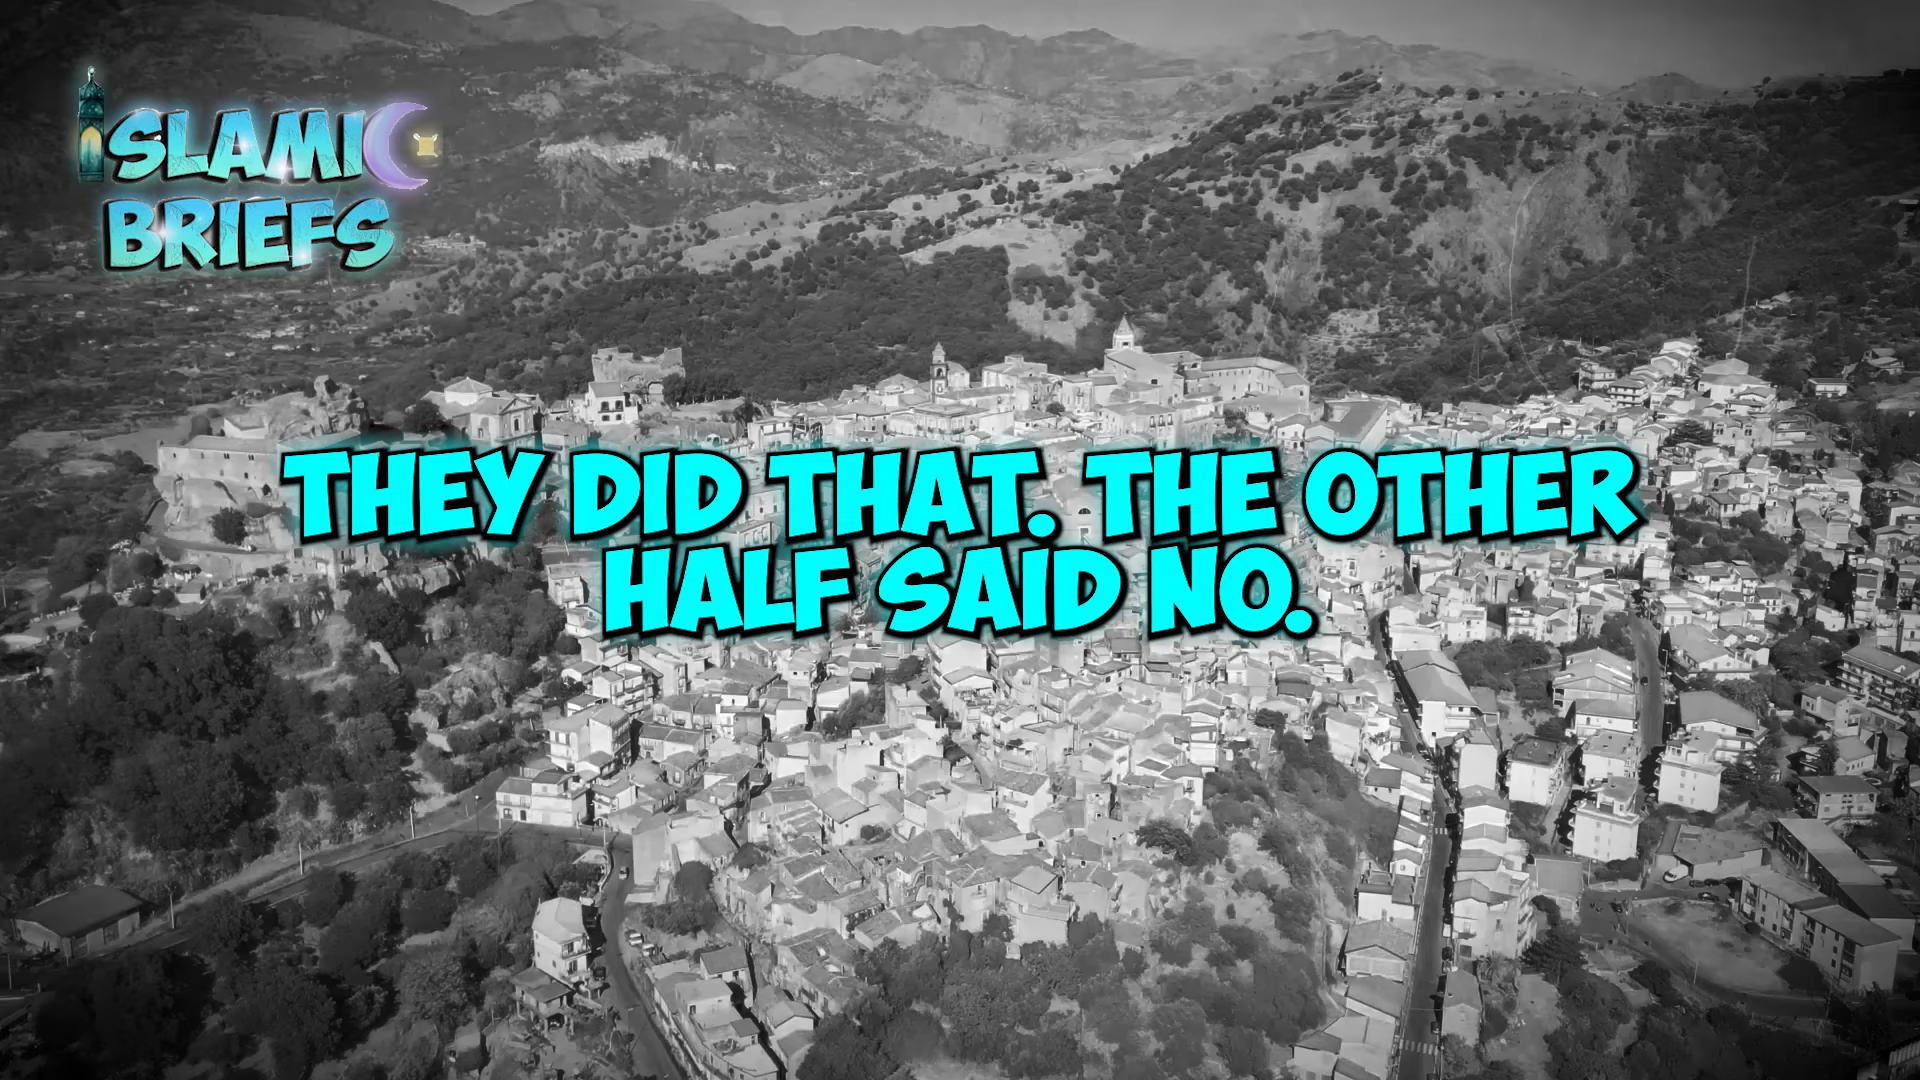 ISLAMIC
BRIEFS
THEY DID THAT. THE OTHER
HALF SAID NO.